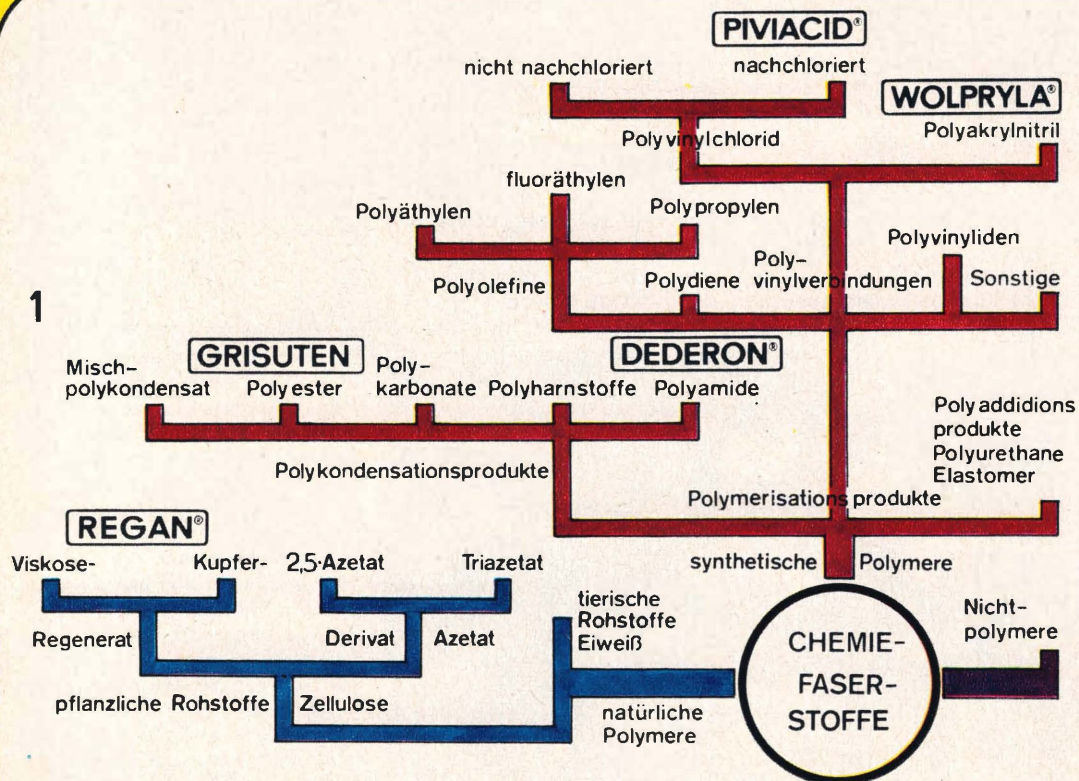 PIVIACID®
nicht nachchloriert
nachchloriert
WOLPRYLA®
Polyvinylchlorid
Polyakrylnitril
fluoräthylen
Polyäthylen
Polypropylen
Polyvinyliden
Polyolefine
Polydiene
Poly-
vinylverbindungen
Sonstige
1
GRISUTEN
DEDERON®
Misch-
polykondensat
Polyester
Poly-
karbonate
Polyharnstoffe
Polyamide
Polyaddidions
produkte
Polyurethane
Elastomer
Polykondensationsprodukte
Polymerisationsprodukte
REGAN®
synthetische Polymere
Viskose-
Kupfer-
2,5-Azetat
Triazetat
tierische
Rohstoffe
Eiweiß
Nicht-
polymere
Regenerat
Derivat Azetat
CHEMIE-
FASER-
STOFFE
pflanzliche Rohstoffe Zellulose
natürliche
Polymere